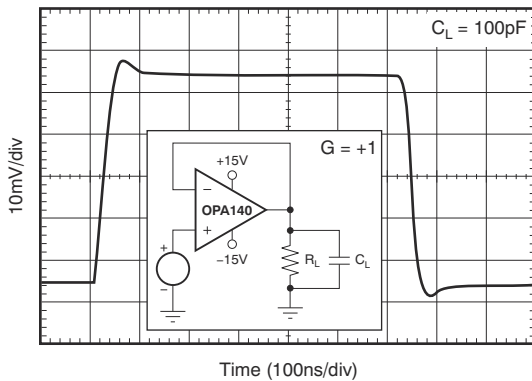 C_L = 100pF
10mV/div
G = +1
+15V
−
OPA140
+
−15V
+
−
R_L
C_L
Time (100ns/div)